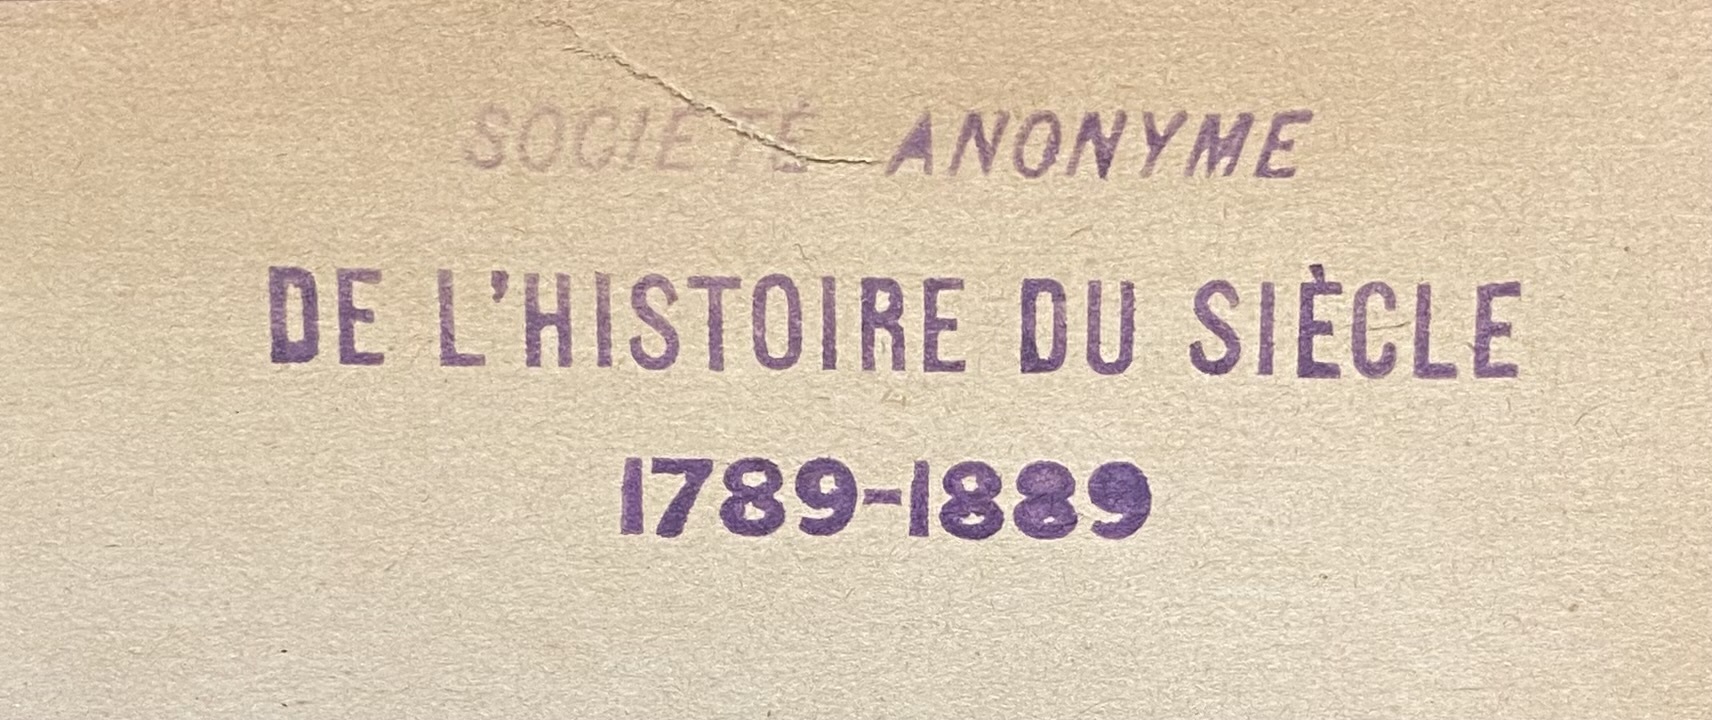 SOCIÉTÉ ANONYME
DE L'HISTOIRE DU SIÈCLE
1789-1889